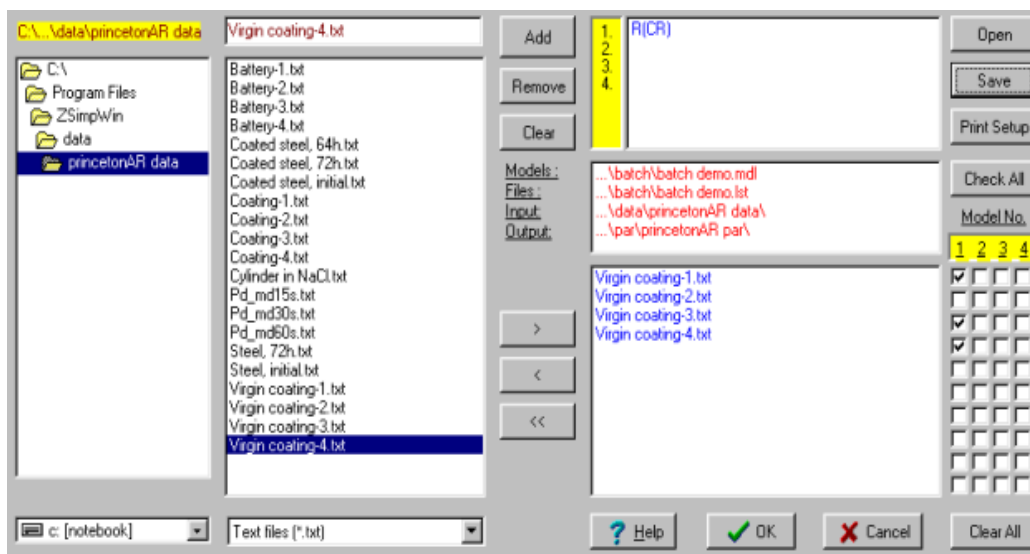 C:\...\data\princetonAR data
C:\
Program Files
ZSimpWin
data
princetonAR data
c: [notebook]
Virgin coating-4.txt
Battery-1.txt
Battery-2.txt
Battery-3.txt
Battery-4.txt
Coated steel, 64h.txt
Coated steel, 72h.txt
Coated steel, initial.txt
Coating-1.txt
Coating-2.txt
Coating-3.txt
Coating-4.txt
Cylinder in NaCl.txt
Pd_md15s.txt
Pd_md30s.txt
Pd_md60s.txt
Steel, 72h.txt
Steel, initial.txt
Virgin coating-1.txt
Virgin coating-2.txt
Virgin coating-3.txt
Virgin coating-4.txt
Text files (*.txt)
Add
Remove
Clear
Models :
Files :
Input:
Output:
>
<
<<
1. R(CR)
2.
3.
4.
...\batch\batch demo.mdl
...\batch\batch demo.lst
...\data\princetonAR data\
...\par\princetonAR par\
Virgin coating-1.txt
Virgin coating-2.txt
Virgin coating-3.txt
Virgin coating-4.txt
? Help
OK
Cancel
Open
Save
Print Setup
Check All
Model No.
1 2 3 4
Clear All